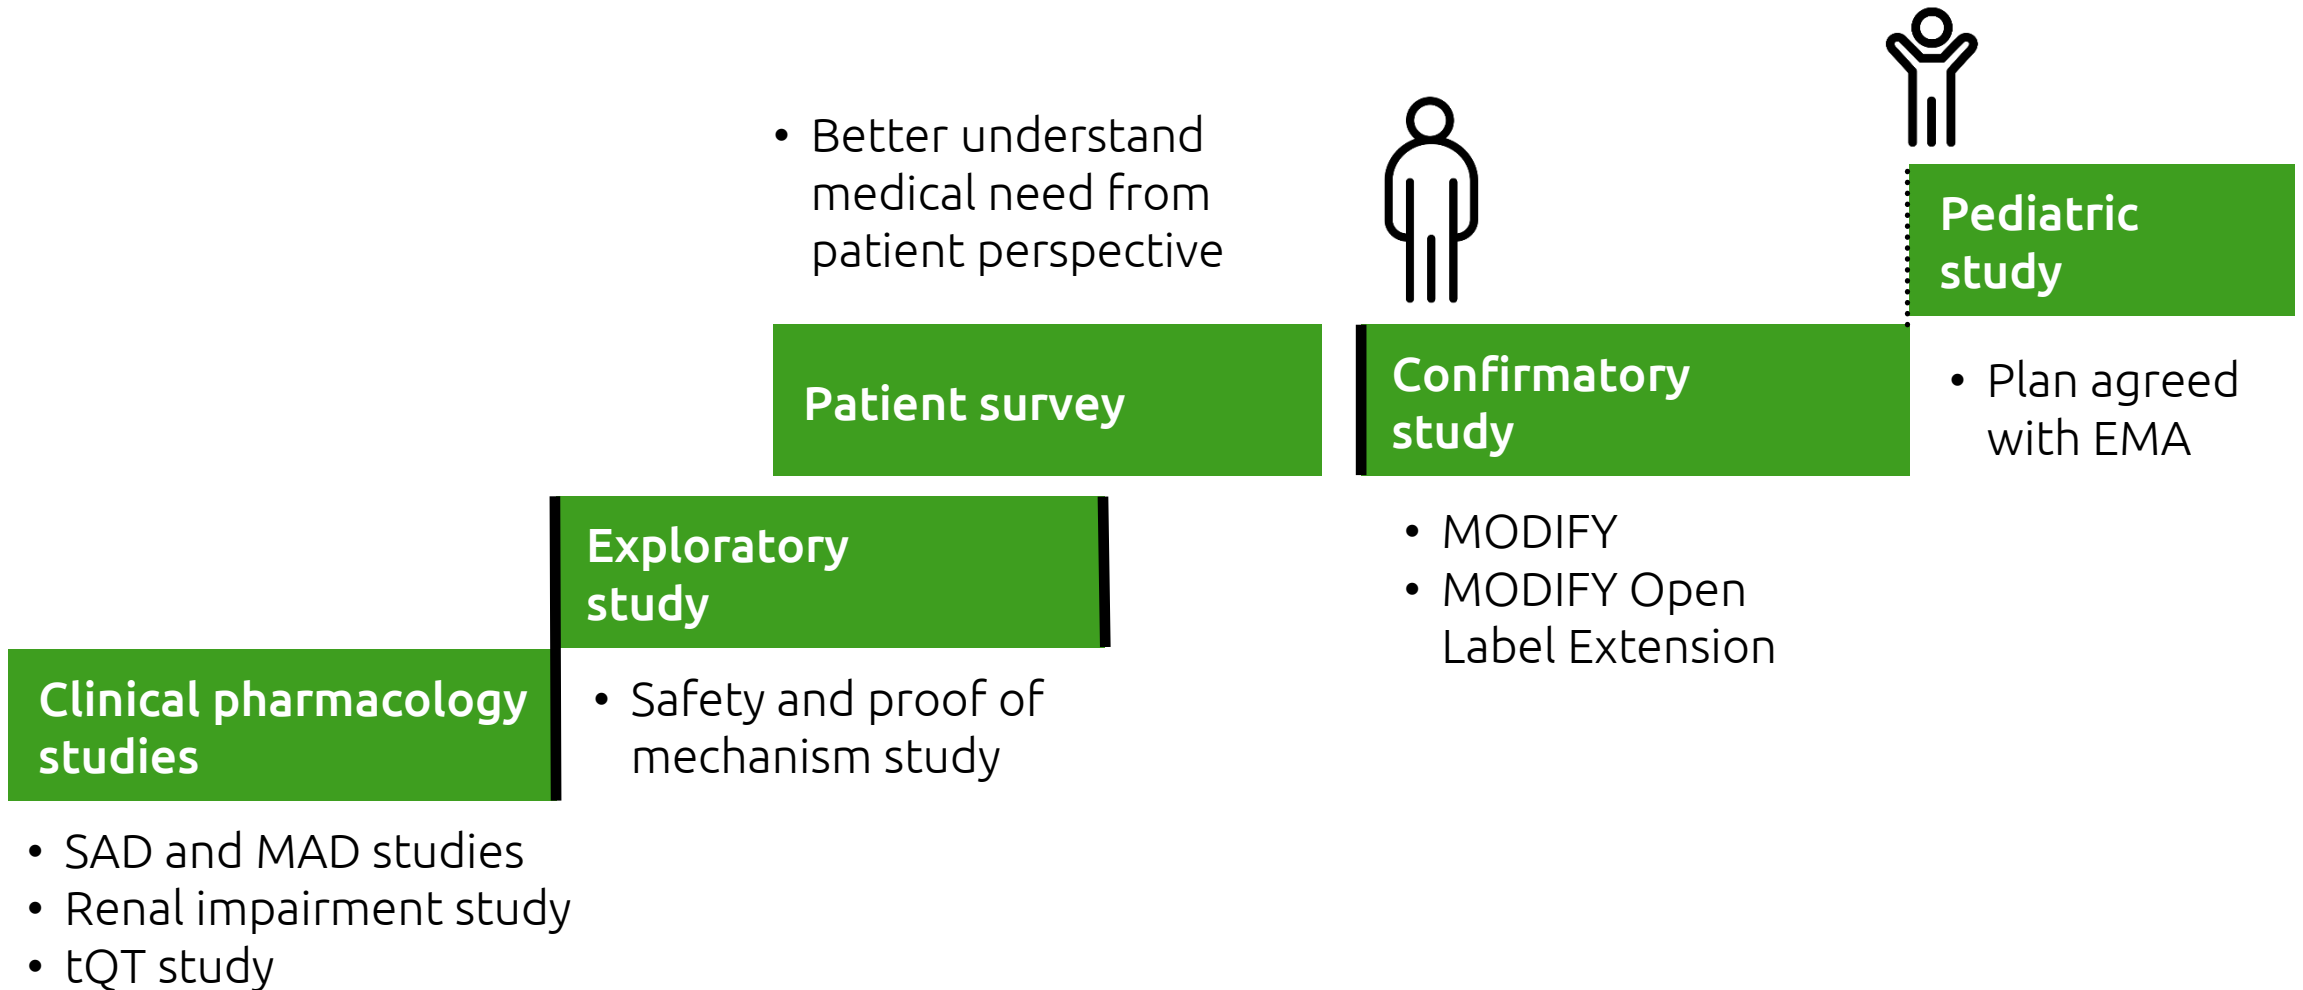 • Better understand
medical need from
patient perspective
Pediatric
study
Patient survey
Confirmatory
study
• Plan agreed
with EMA
Exploratory
study
• MODIFY
• MODIFY Open
Label Extension
Clinical pharmacology
studies
• Safety and proof of
mechanism study
• SAD and MAD studies
• Renal impairment study
• tQT study